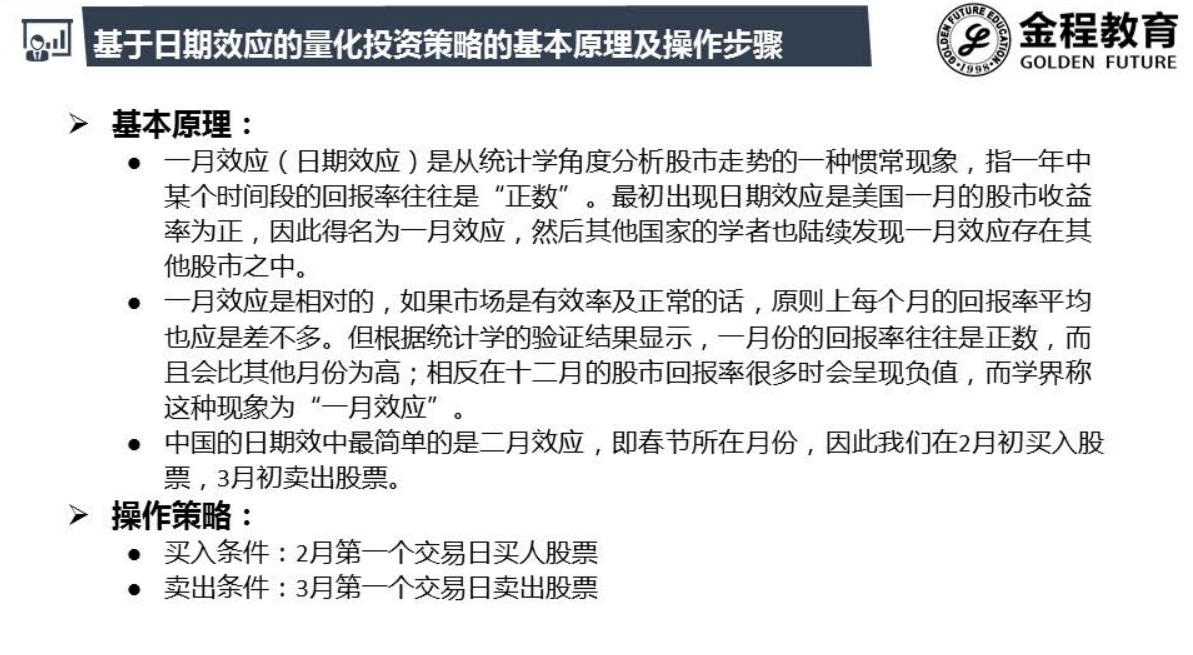 基于日期效应的量化投资策略的基本原理及操作步骤
GOLDEN FUTURE EDUCATION
·1998·
金程教育
GOLDEN FUTURE
➢ 基本原理：
● 一月效应（日期效应）是从统计学角度分析股市走势的一种惯常现象，指一年中
某个时间段的回报率往往是“正数”。最初出现日期效应是美国一月的股市收益
率为正，因此得名为一月效应，然后其他国家的学者也陆续发现一月效应存在其
他股市之中。
● 一月效应是相对的，如果市场是有效率及正常的话，原则上每个月的回报率平均
也应是差不多。但根据统计学的验证结果显示，一月份的回报率往往是正数，而
且会比其他月份为高；相反在十二月的股市回报率很多时会呈现负值，而学界称
这种现象为“一月效应”。
● 中国的日期效中最简单的是二月效应，即春节所在月份，因此我们在2月初买入股
票，3月初卖出股票。
➢ 操作策略：
● 买入条件：2月第一个交易日买人股票
● 卖出条件：3月第一个交易日卖出股票